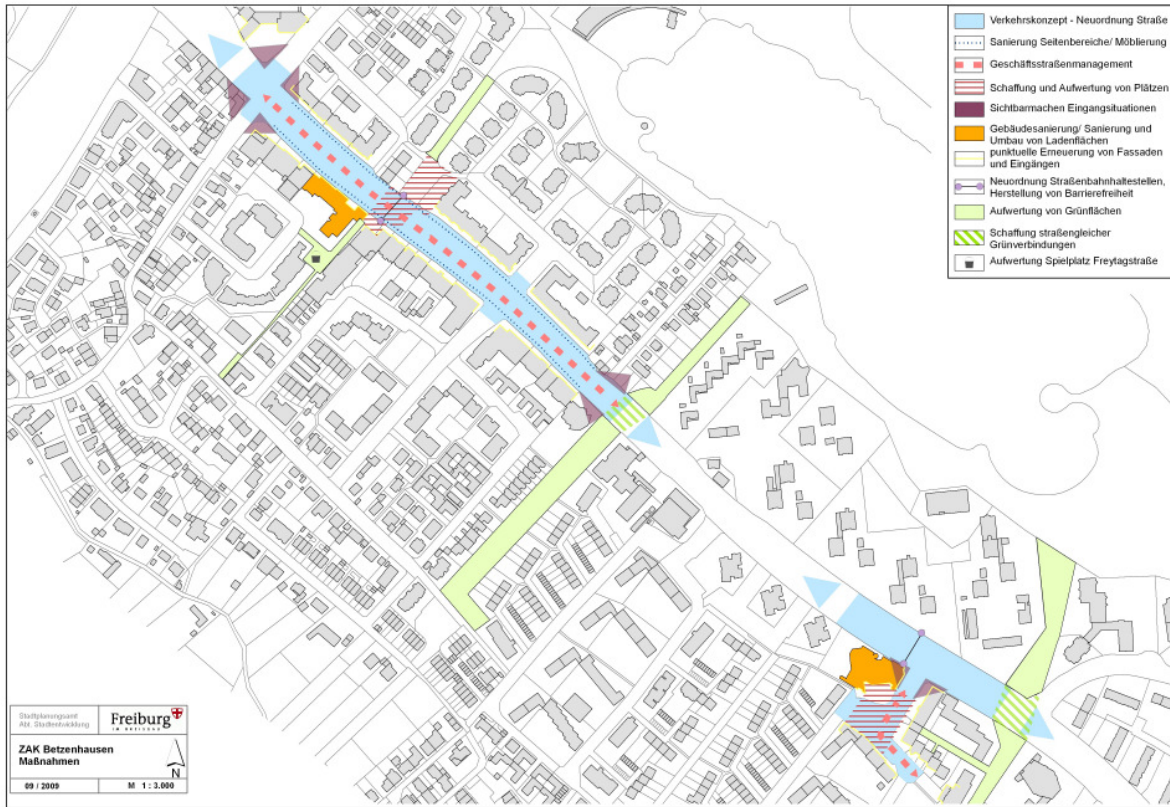 Verkehrskonzept - Neuordnung Straße
Sanierung Seitenbereiche/ Möblierung
Geschäftsstraßenmanagement
Schaffung und Aufwertung von Plätzen
Sichtbarmachen Eingangsituationen
Gebäudesanierung/ Sanierung und
Umbau von Ladenflächen
punktuelle Erneuerung von Fassaden
und Eingängen
Neuordnung Straßenbahnhaltestellen,
Herstellung von Barrierefreiheit
Aufwertung von Grünflächen
Schaffung straßengleicher
Grünverbindungen
Aufwertung Spielplatz Freytagstraße
Stadtplanungsamt
Abt. Stadtentwicklung
Freiburg
IM BREISGAU
ZAK Betzenhausen
Maßnahmen
N
09 / 2009
M 1 : 3.000